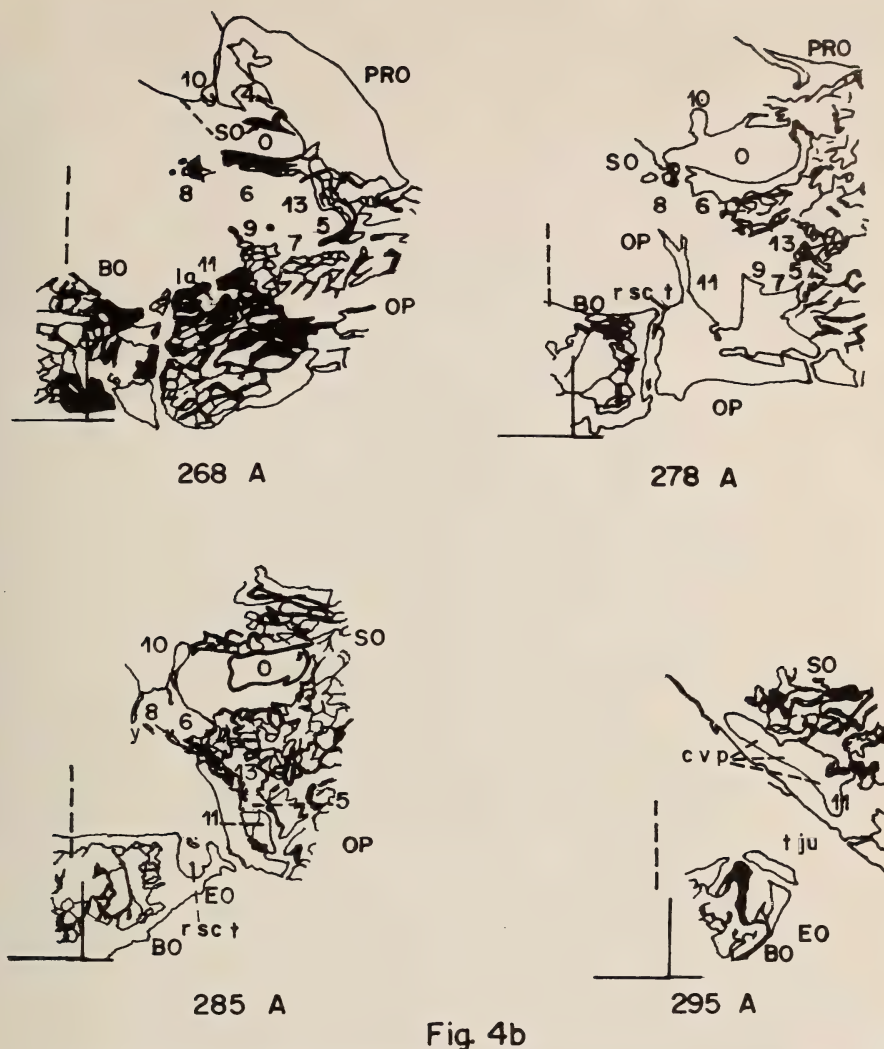 PRO
10
4
SO
O
8
6
13
5
9
7
BO
la
11
OP
268 A
PRO
10
SO
O
8
6
13
OP
11
9
7
5
BO
r sc t
OP
278 A
10
SO
O
8
6
y
13
11
5
OP
EO
r sc t
BO
285 A
SO
c v p
11
t ju
EO
BO
295 A
Fig. 4b